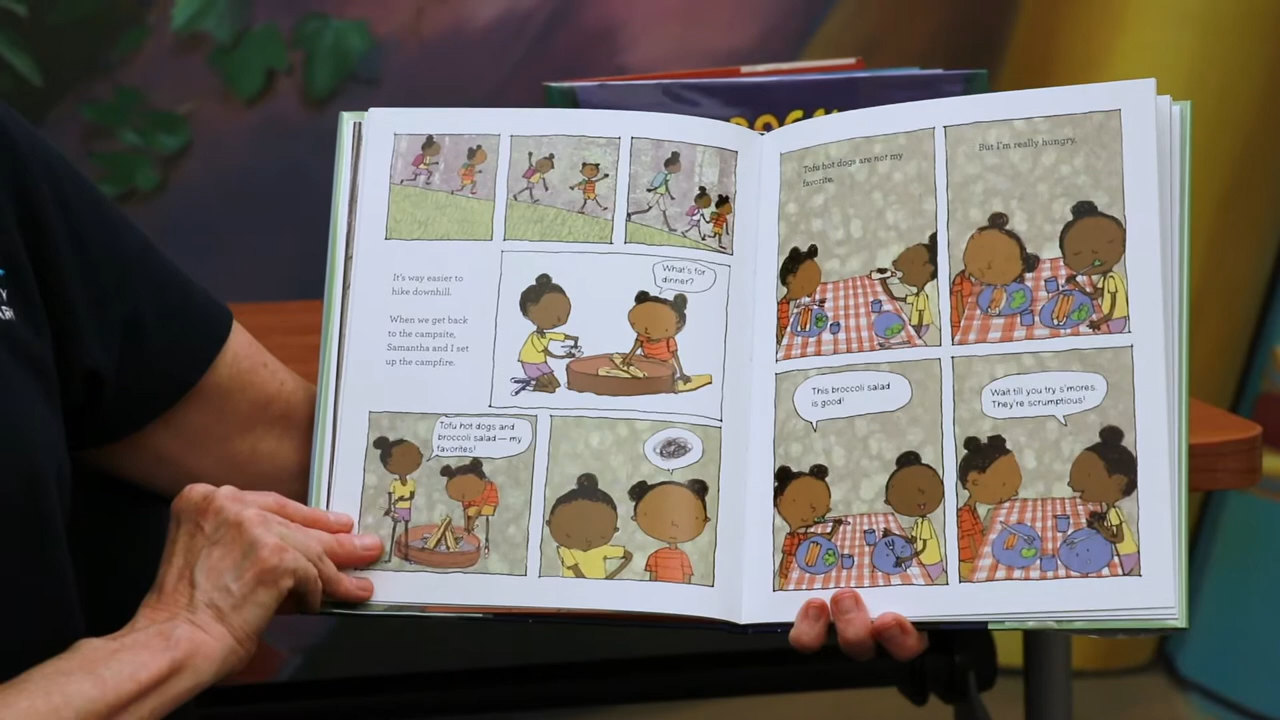 It's way easier to
hike downhill.
When we get back
to the campsite,
Samantha and I set
up the campfire.
What's for
dinner?
Tofu hot dogs and
broccoli salad — my
favorites!
Tofu hot dogs are not my
favorite.
But I'm really hungry.
This broccoli salad
is good!
Wait till you try s'mores.
They're scrumptious!